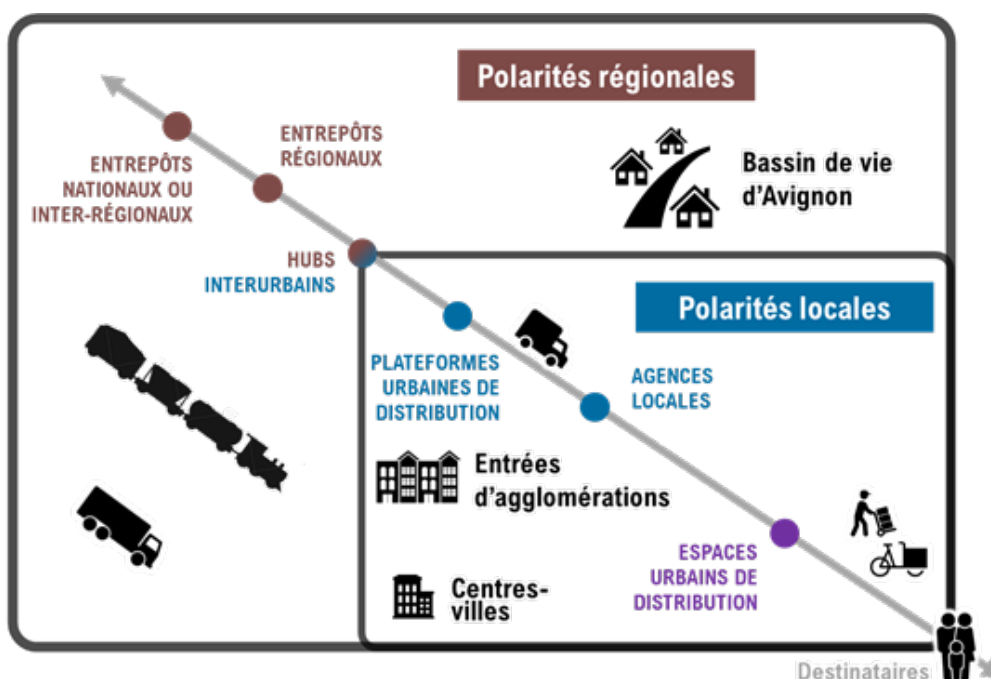 Polarités régionales
ENTREPÔTS
RÉGIONAUX
ENTREPÔTS
NATIONAUX OU
INTER-RÉGIONAUX
Bassin de vie
d'Avignon
HUBS
INTERURBAINS
Polarités locales
PLATEFORMES
URBAINES DE
DISTRIBUTION
AGENCES
LOCALES
Entrées
d'agglomérations
ESPACES
URBAINS DE
DISTRIBUTION
Centres-
villes
Destinataires